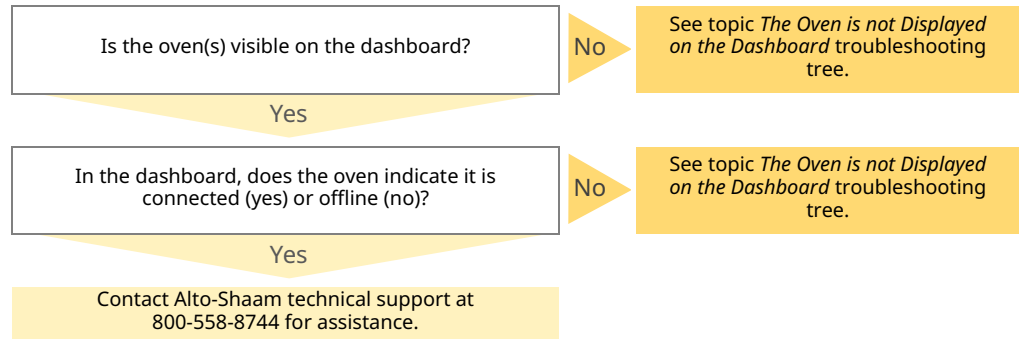 Is the oven(s) visible on the dashboard?
No
See topic The Oven is not Displayed
on the Dashboard troubleshooting
tree.
Yes
In the dashboard, does the oven indicate it is
connected (yes) or offline (no)?
No
See topic The Oven is not Displayed
on the Dashboard troubleshooting
tree.
Yes
Contact Alto-Shaam technical support at
800-558-8744 for assistance.